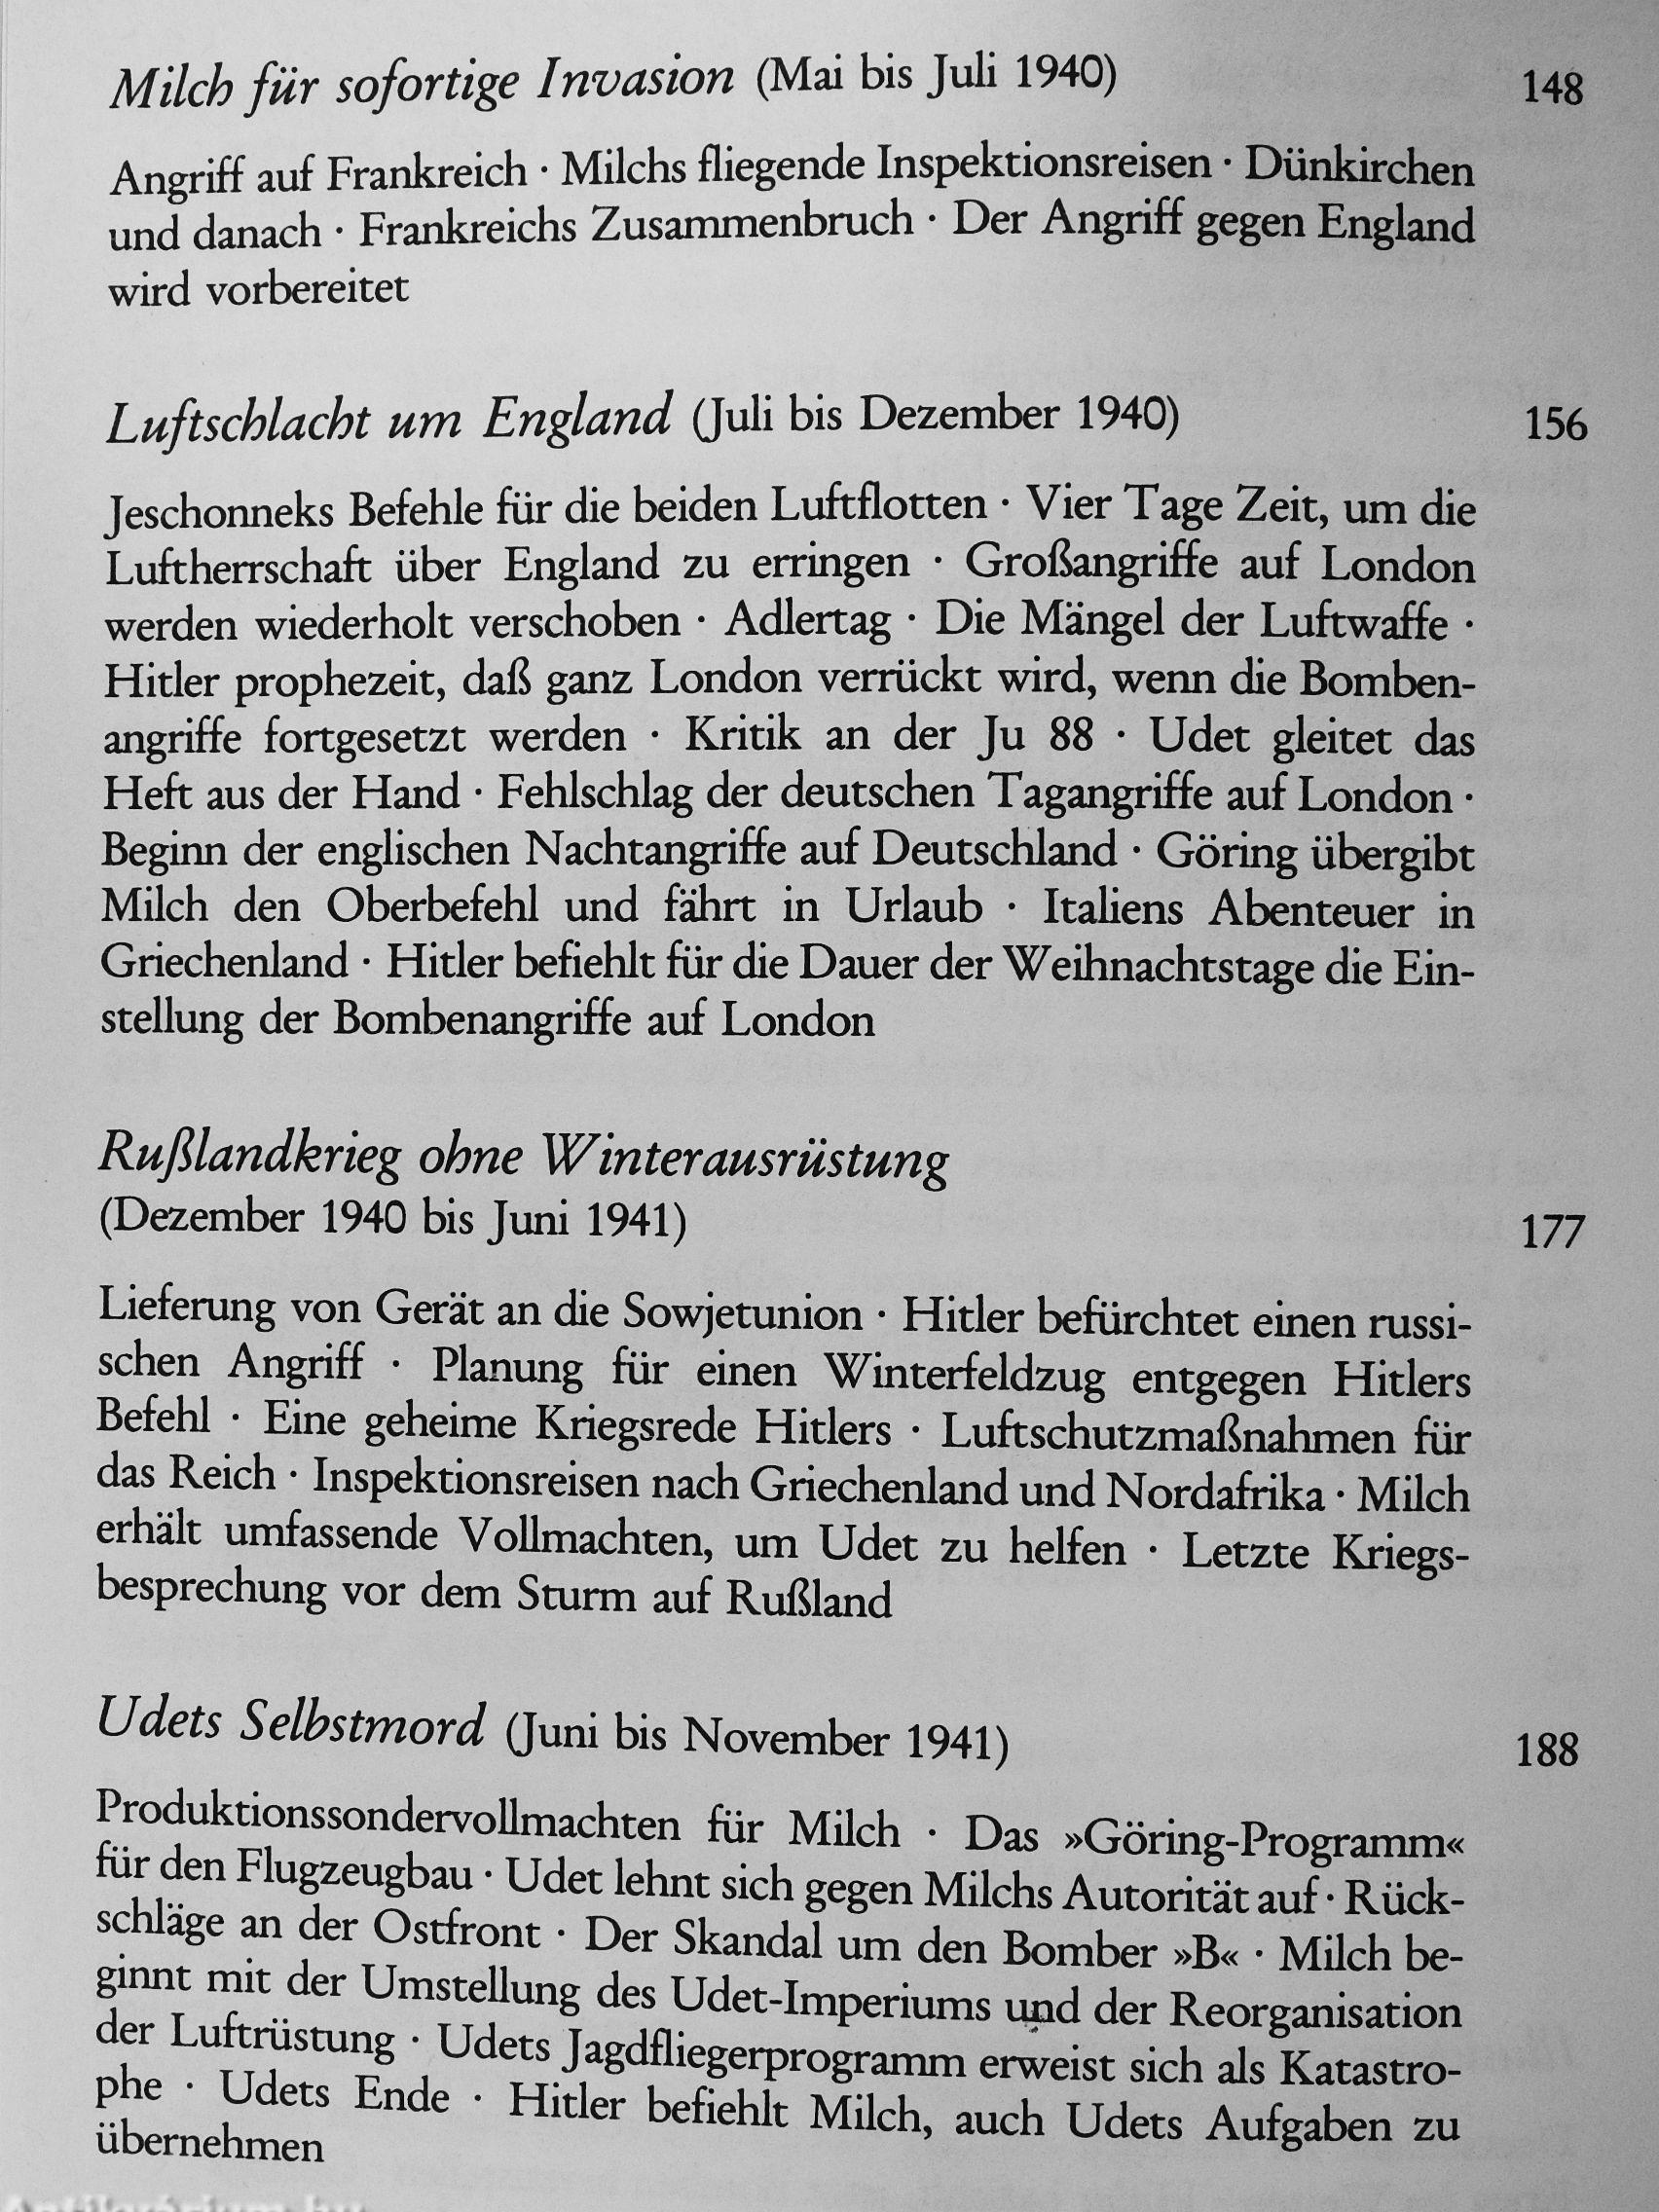 Milch für sofortige Invasion (Mai bis Juli 1940) 148
Angriff auf Frankreich · Milchs fliegende Inspektionsreisen · Dünkirchen
und danach · Frankreichs Zusammenbruch · Der Angriff gegen England
wird vorbereitet
Luftschlacht um England (Juli bis Dezember 1940) 156
Jeschonneks Befehle für die beiden Luftflotten · Vier Tage Zeit, um die
Luftherrschaft über England zu erringen · Großangriffe auf London
werden wiederholt verschoben · Adlertag · Die Mängel der Luftwaffe ·
Hitler prophezeit, daß ganz London verrückt wird, wenn die Bomben-
angriffe fortgesetzt werden · Kritik an der Ju 88 · Udet gleitet das
Heft aus der Hand · Fehlschlag der deutschen Tagangriffe auf London ·
Beginn der englischen Nachtangriffe auf Deutschland · Göring übergibt
Milch den Oberbefehl und fährt in Urlaub · Italiens Abenteuer in
Griechenland · Hitler befiehlt für die Dauer der Weihnachtstage die Ein-
stellung der Bombenangriffe auf London
Rußlandkrieg ohne Winterausrüstung
(Dezember 1940 bis Juni 1941) 177
Lieferung von Gerät an die Sowjetunion · Hitler befürchtet einen russi-
schen Angriff · Planung für einen Winterfeldzug entgegen Hitlers
Befehl · Eine geheime Kriegsrede Hitlers · Luftschutzmaßnahmen für
das Reich · Inspektionsreisen nach Griechenland und Nordafrika · Milch
erhält umfassende Vollmachten, um Udet zu helfen · Letzte Kriegs-
besprechung vor dem Sturm auf Rußland
Udets Selbstmord (Juni bis November 1941) 188
Produktionssondervollmachten für Milch · Das »Göring-Programm«
für den Flugzeugbau · Udet lehnt sich gegen Milchs Autorität auf · Rück-
schläge an der Ostfront · Der Skandal um den Bomber »B« · Milch be-
ginnt mit der Umstellung des Udet-Imperiums und der Reorganisation
der Luftrüstung · Udets Jagdfliegerprogramm erweist sich als Katastro-
phe · Udets Ende · Hitler befiehlt Milch, auch Udets Aufgaben zu
übernehmen